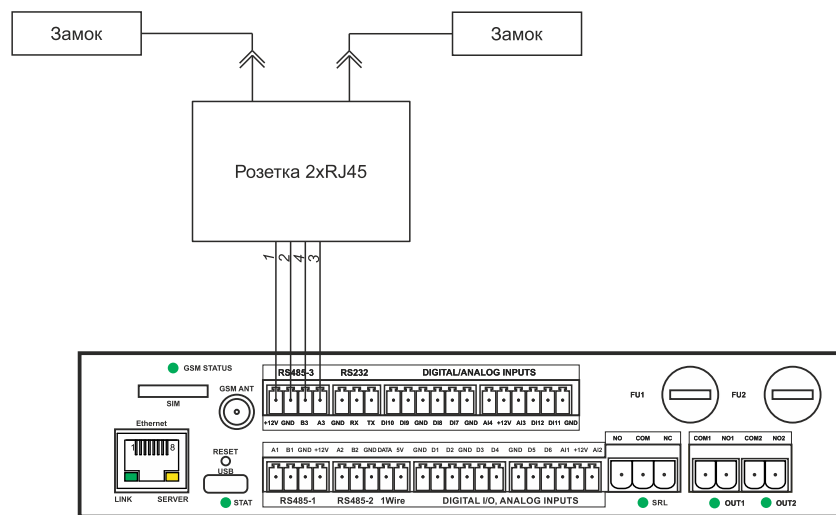 Замок
Замок
Розетка 2xRJ45
1 2 4 3
GSM STATUS
SIM
GSM ANT
RS485-3 RS232 DIGITAL/ANALOG INPUTS
+12V GND B3 A3 GND RX TX DI10 DI9 GND DI8 DI7 GND AI4 +12V AI3 DI12 DI11 GND
FU1
FU2
Ethernet
1 8
LINK SERVER
RESET
USB
STAT
A1 B1 GND +12V A2 B2 GND DATA 5V GND D1 D2 GND D3 D4 GND D5 D6 AI1 +12V AI2
RS485-1 RS485-2 1Wire DIGITAL I/O, ANALOG INPUTS
NO COM NC
COM1 NO1 COM2 NO2
SRL
OUT1
OUT2